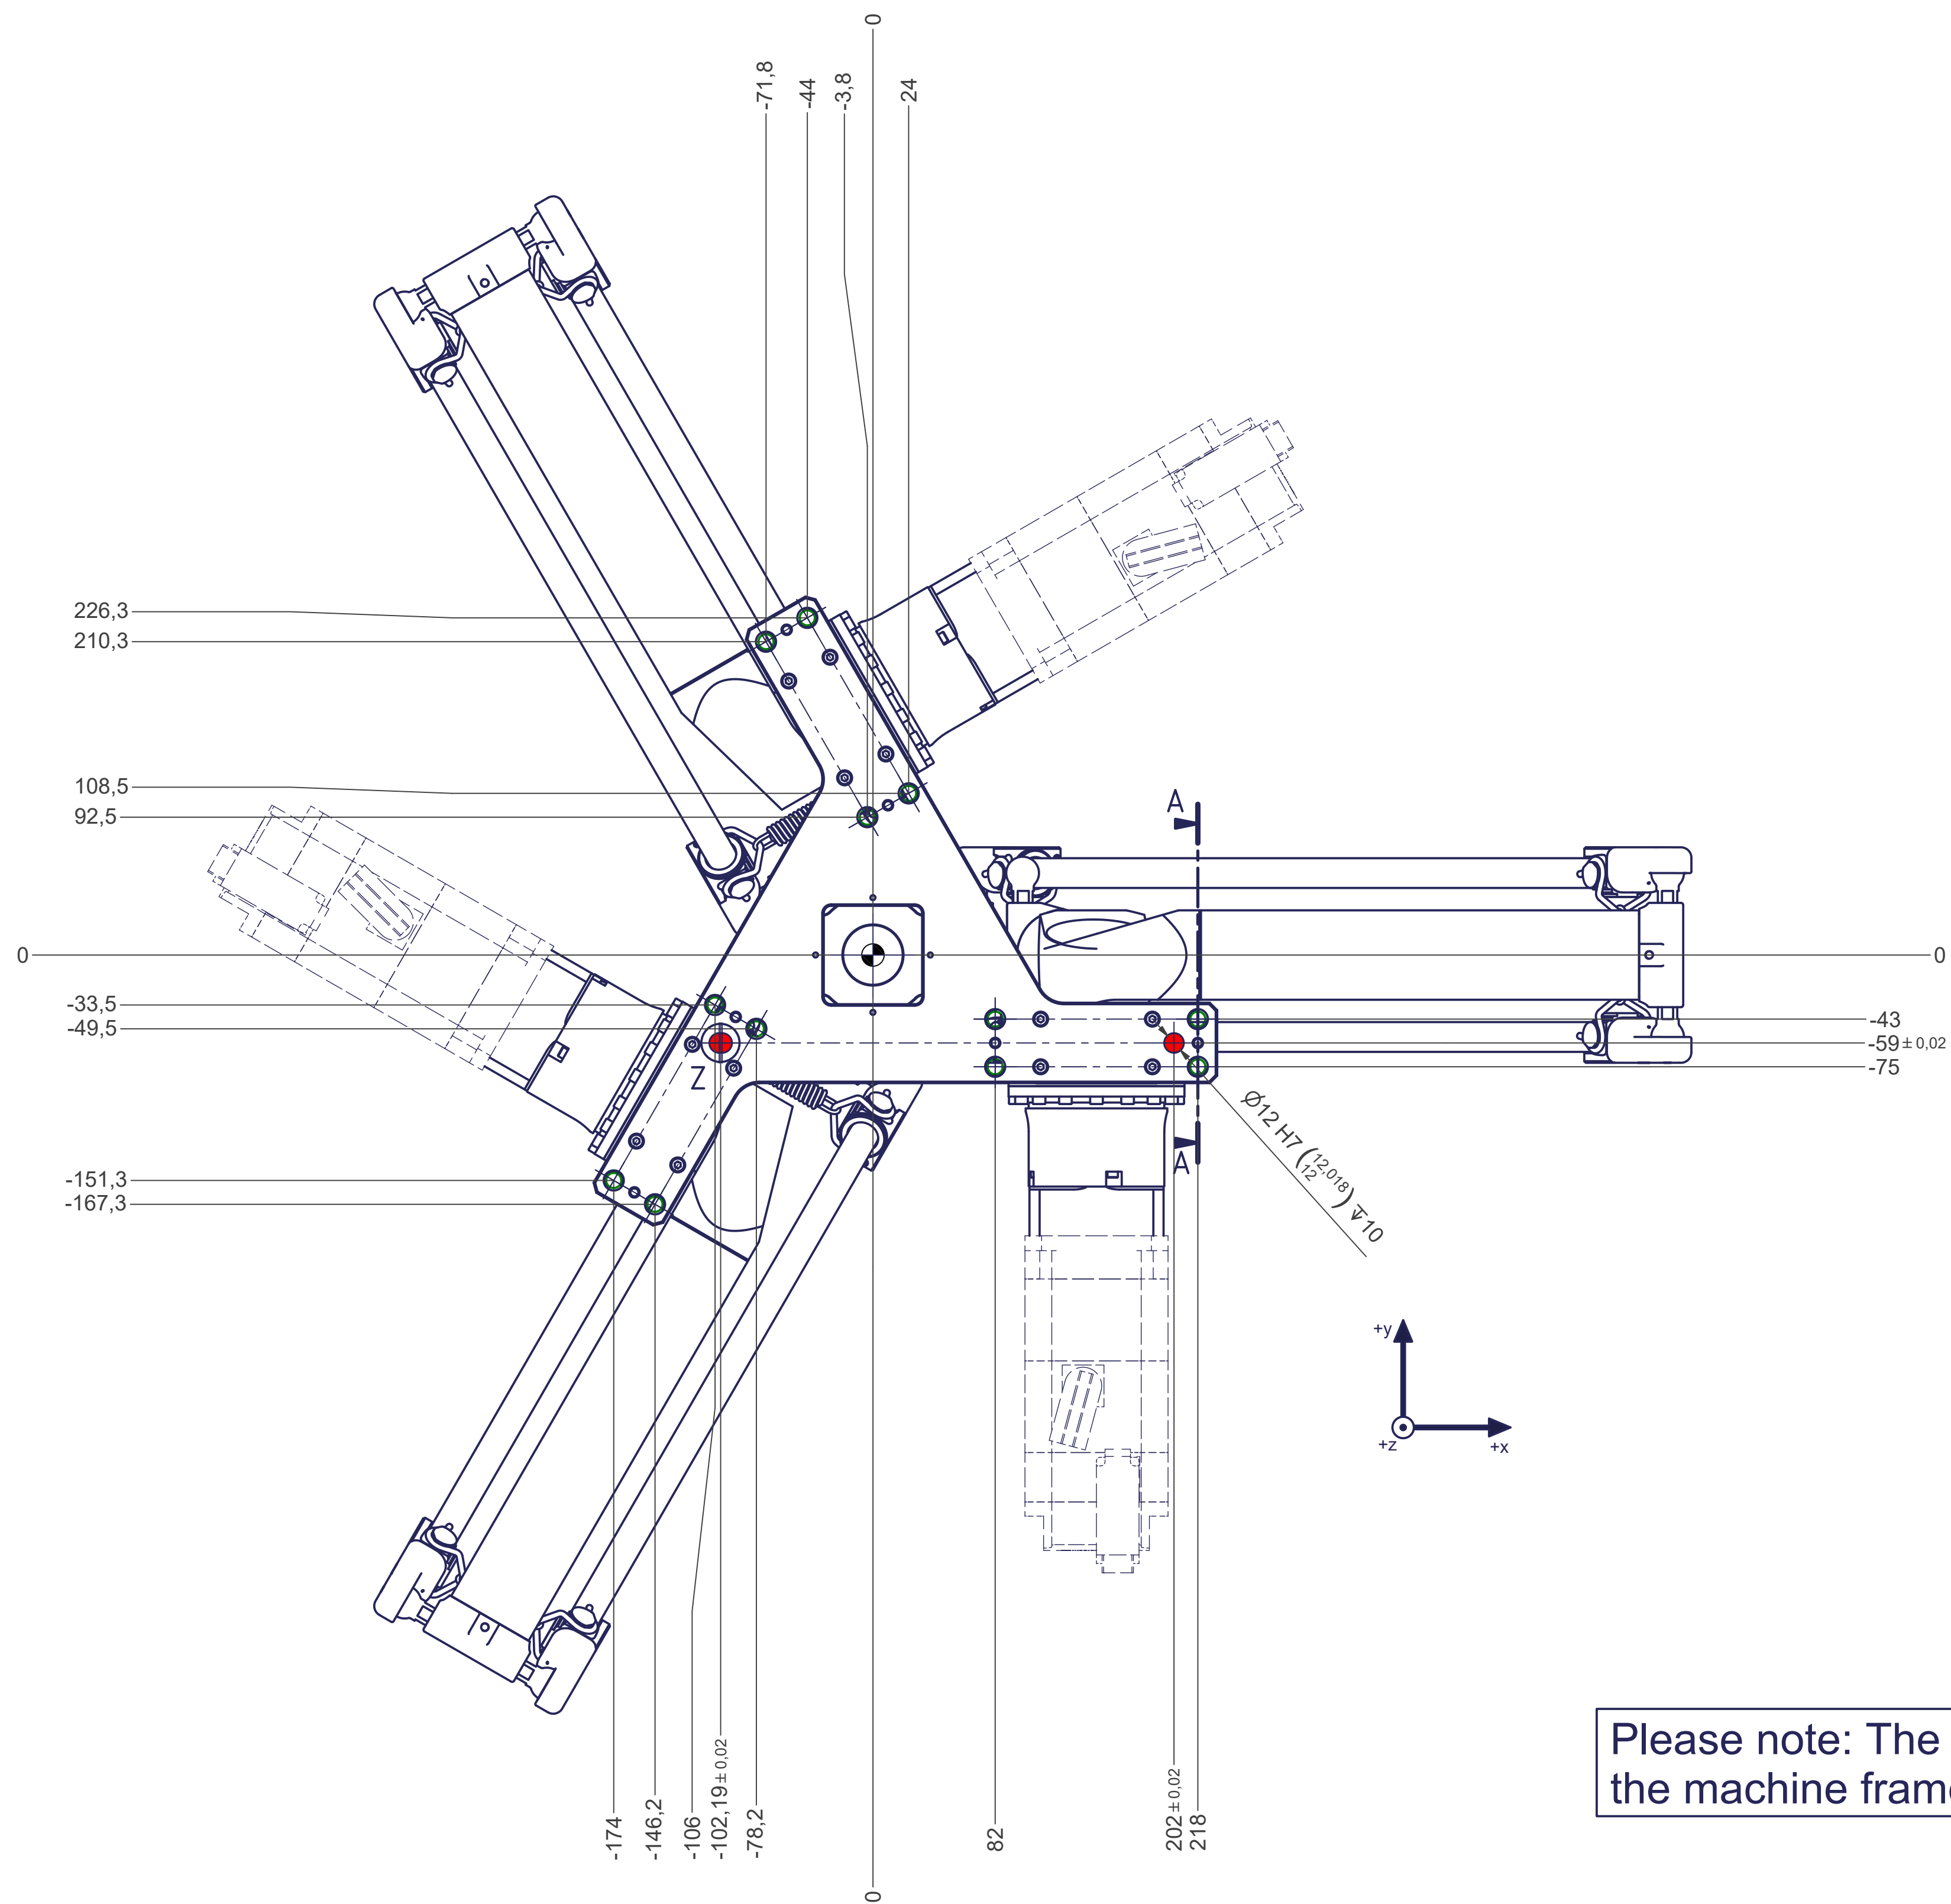 0
-71,8
-44
-3,8
24
226,3
210,3
108,5
92,5
A
0
0
-33,5
-49,5
-43
-59 ± 0,02
-75
Z
A
Ø12 H7 (12,018 12) ↧10
-151,3
-167,3
+y
+z
+x
Please note: The
the machine frame
-174
-146,2
-106
-102,19 ± 0,02
-78,2
82
202 ± 0,02
218
0